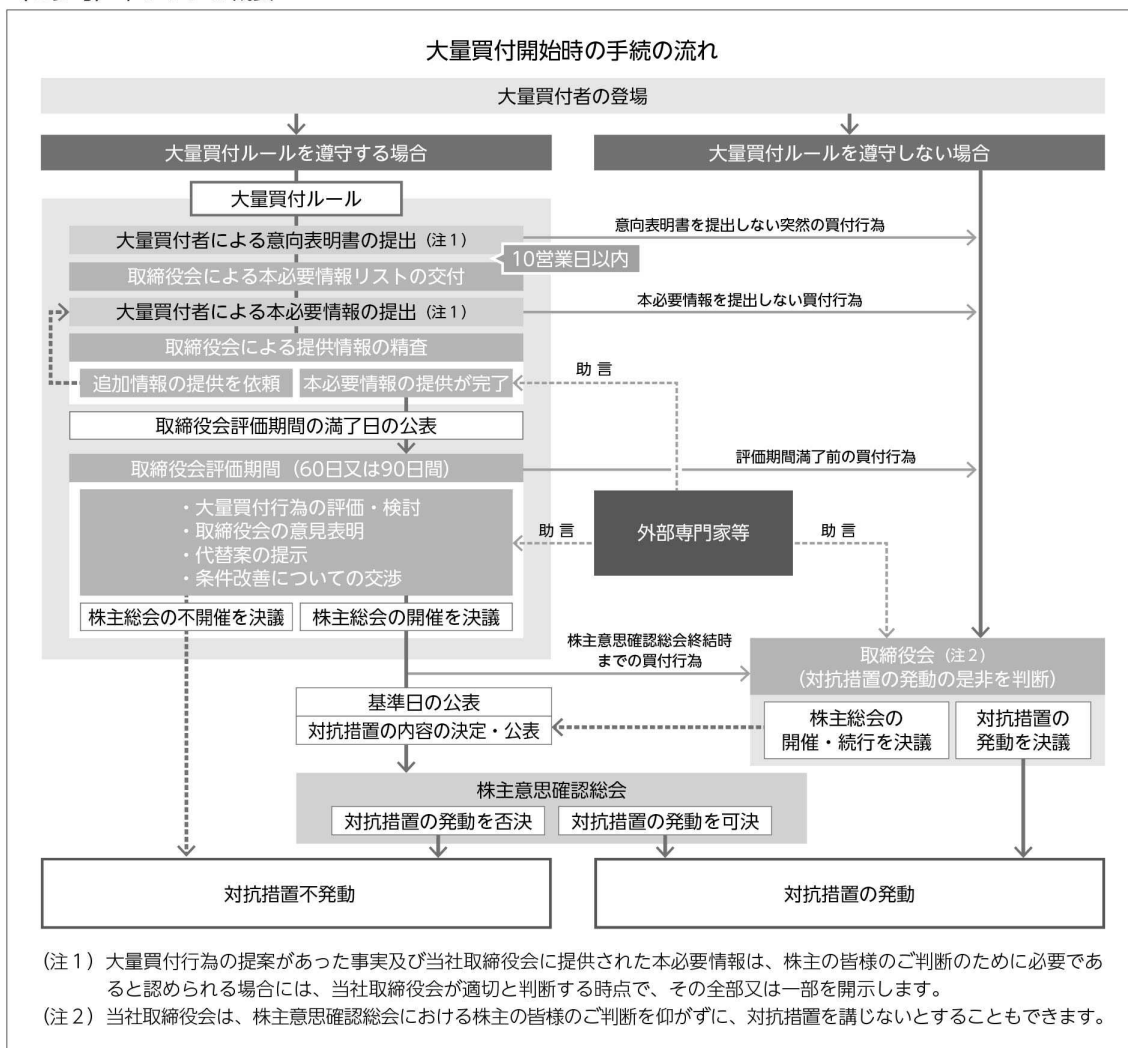 大量買付開始時の手続の流れ
大量買付者の登場
大量買付ルールを遵守する場合
大量買付ルールを遵守しない場合
大量買付ルール
大量買付者による意向表明書の提出（注１）
意向表明書を提出しない突然の買付行為
10営業日以内
取締役会による本必要情報リストの交付
大量買付者による本必要情報の提出（注１）
本必要情報を提出しない買付行為
取締役会による提供情報の精査
追加情報の提供を依頼
本必要情報の提供が完了
助言
取締役会評価期間の満了日の公表
取締役会評価期間（60日又は90日間）
評価期間満了前の買付行為
・大量買付行為の評価・検討
・取締役会の意見表明
・代替案の提示
・条件改善についての交渉
助言
外部専門家等
助言
株主総会の不開催を決議
株主総会の開催を決議
株主意思確認総会終結時
までの買付行為
取締役会（注２）
（対抗措置の発動の是非を判断）
基準日の公表
対抗措置の内容の決定・公表
株主総会の
開催・続行を決議
対抗措置の
発動を決議
株主意思確認総会
対抗措置の発動を否決
対抗措置の発動を可決
対抗措置不発動
対抗措置の発動
（注１）大量買付行為の提案があった事実及び当社取締役会に提供された本必要情報は、株主の皆様のご判断のために必要であ
ると認められる場合には、当社取締役会が適切と判断する時点で、その全部又は一部を開示します。
（注２）当社取締役会は、株主意思確認総会における株主の皆様のご判断を仰がずに、対抗措置を講じないとすることもできます。